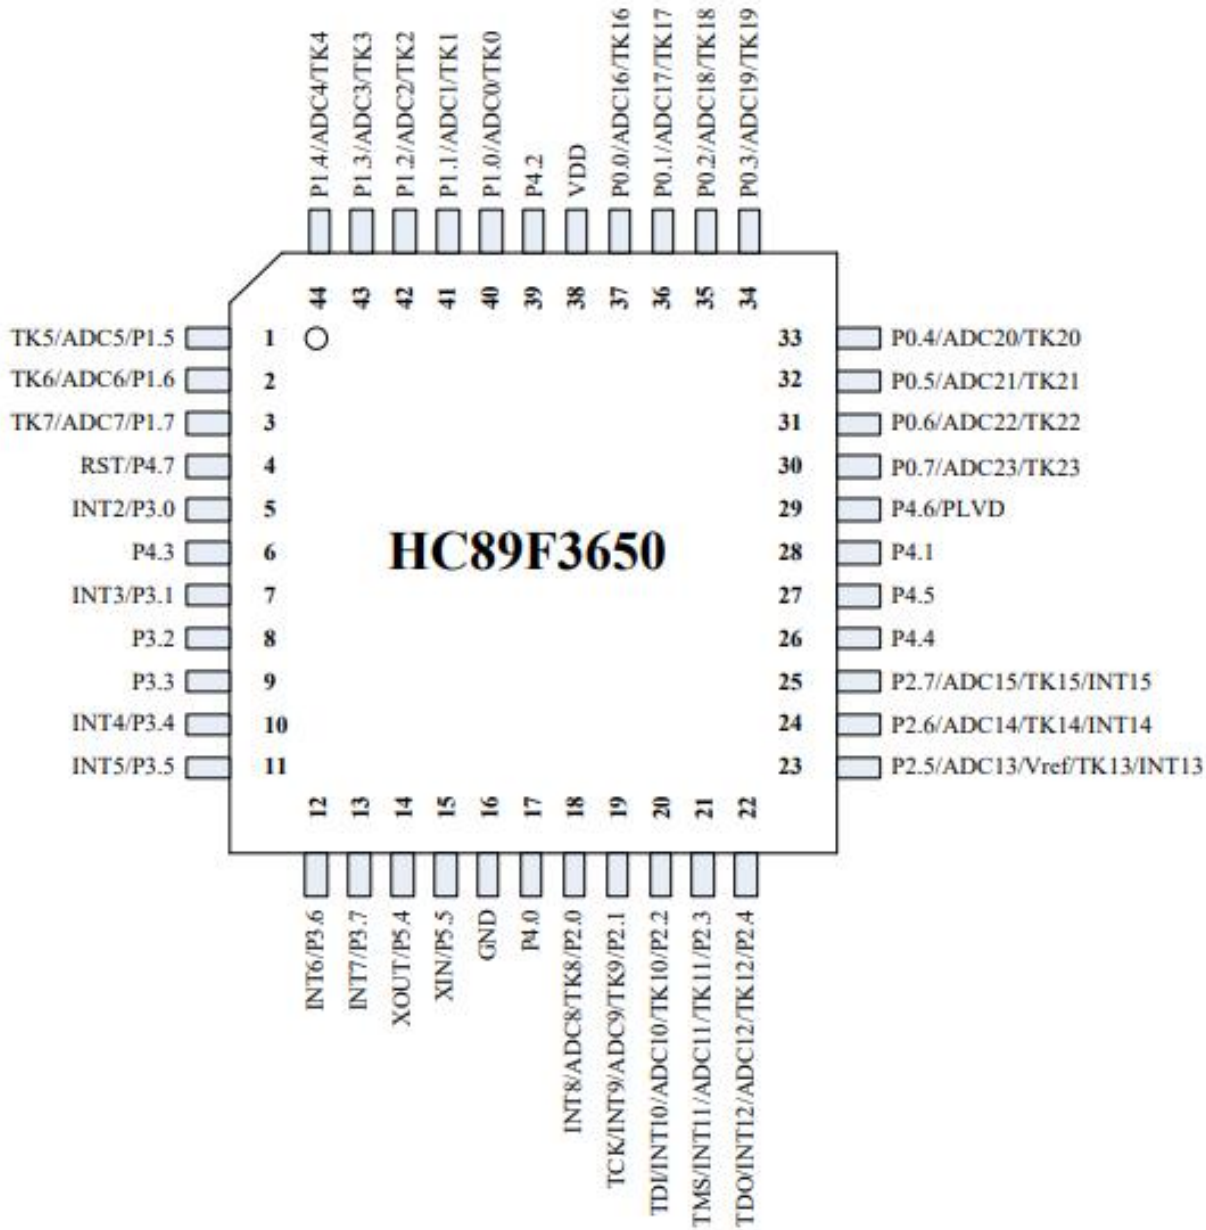 P1.4/ADC4/TK4
P1.3/ADC3/TK3
P1.2/ADC2/TK2
P1.1/ADC1/TK1
P1.0/ADC0/TK0
P4.2
VDD
P0.0/ADC16/TK16
P0.1/ADC17/TK17
P0.2/ADC18/TK18
P0.3/ADC19/TK19
44 43 42 41 40 39 38 37 36 35 34
TK5/ADC5/P1.5 1 33 P0.4/ADC20/TK20
TK6/ADC6/P1.6 2 32 P0.5/ADC21/TK21
TK7/ADC7/P1.7 3 31 P0.6/ADC22/TK22
RST/P4.7 4 30 P0.7/ADC23/TK23
INT2/P3.0 5 29 P4.6/PLVD
P4.3 6 HC89F3650 28 P4.1
INT3/P3.1 7 27 P4.5
P3.2 8 26 P4.4
P3.3 9 25 P2.7/ADC15/TK15/INT15
INT4/P3.4 10 24 P2.6/ADC14/TK14/INT14
INT5/P3.5 11 23 P2.5/ADC13/Vref/TK13/INT13
12 13 14 15 16 17 18 19 20 21 22
INT6/P3.6
INT7/P3.7
XOUT/P5.4
XIN/P5.5
GND
P4.0
INT8/ADC8/TK8/P2.0
TCK/INT9/ADC9/TK9/P2.1
TDI/INT10/ADC10/TK10/P2.2
TMS/INT11/ADC11/TK11/P2.3
TDO/INT12/ADC12/TK12/P2.4